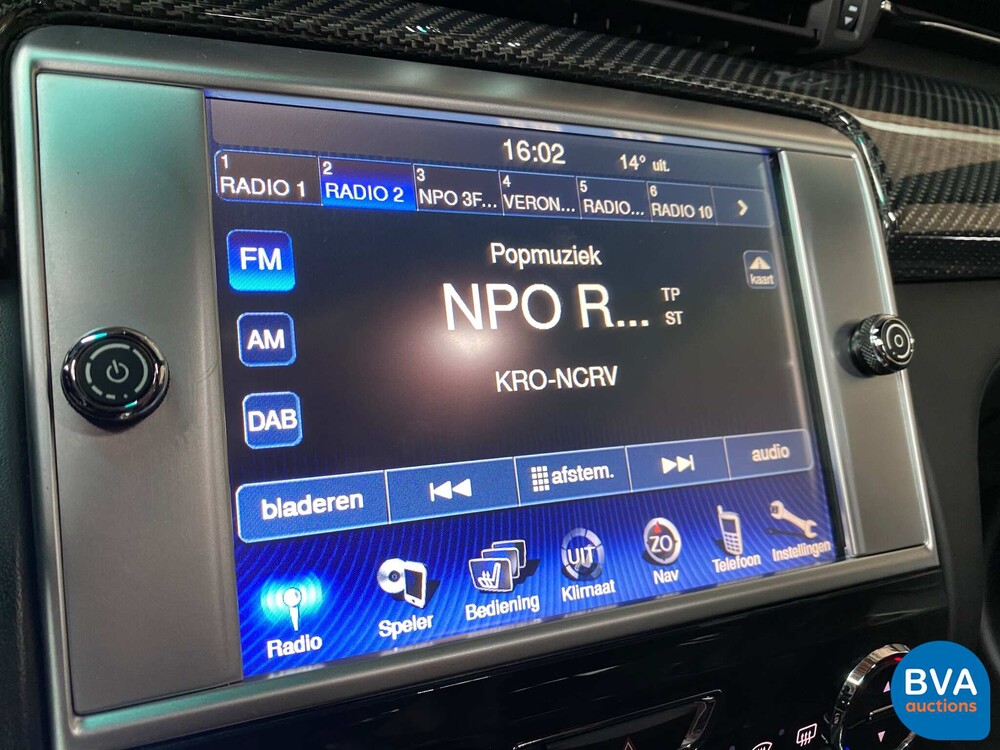 16:02 14° uit.
1 RADIO 1
2 RADIO 2
3 NPO 3F...
4 VERON...
5 RADIO...
6 RADIO 10
FM
Popmuziek
kaart
NPO R...
TP
ST
AM
KRO-NCRV
DAB
bladeren
afstem.
audio
Radio
Speler
Bediening
UIT
Klimaat
ZO
Nav
Telefoon
Instellingen
BVA
auctions